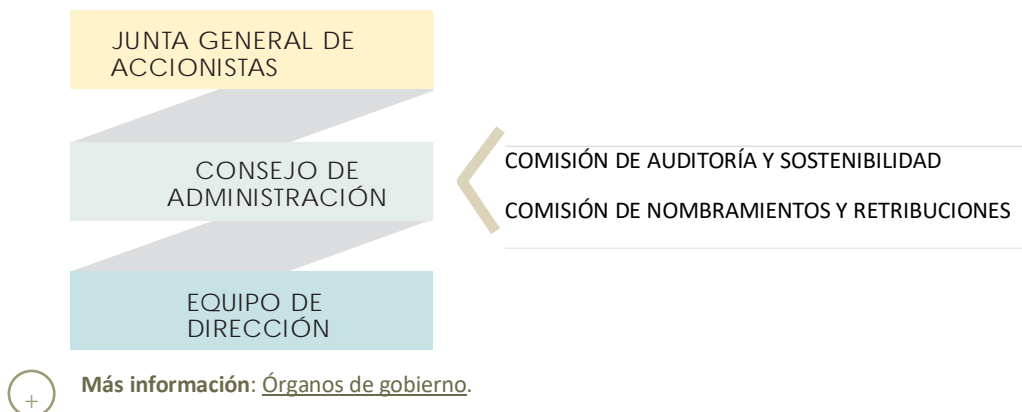 JUNTA GENERAL DE
ACCIONISTAS
CONSEJO DE
ADMINISTRACIÓN
COMISIÓN DE AUDITORÍA Y SOSTENIBILIDAD
COMISIÓN DE NOMBRAMIENTOS Y RETRIBUCIONES
EQUIPO DE
DIRECCIÓN
+
Más información: Órganos de gobierno.